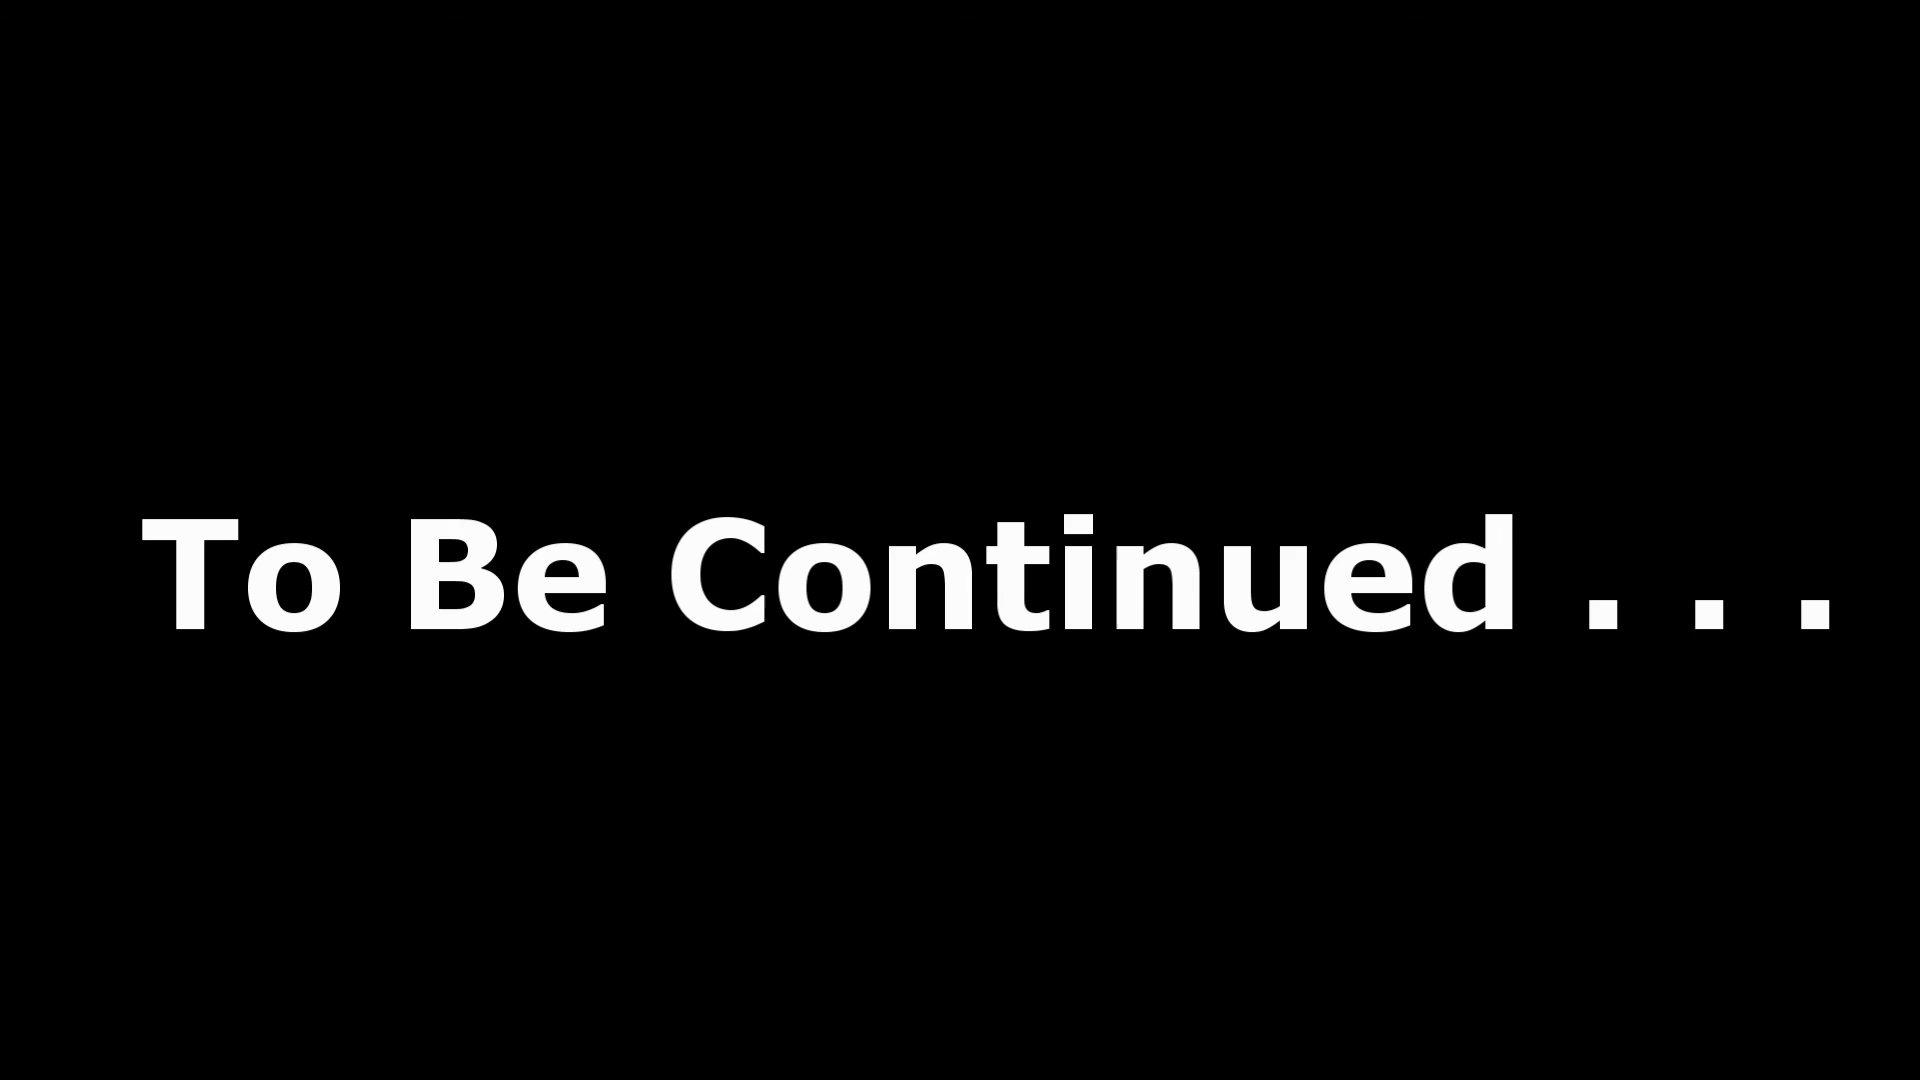 To Be Continued . . .